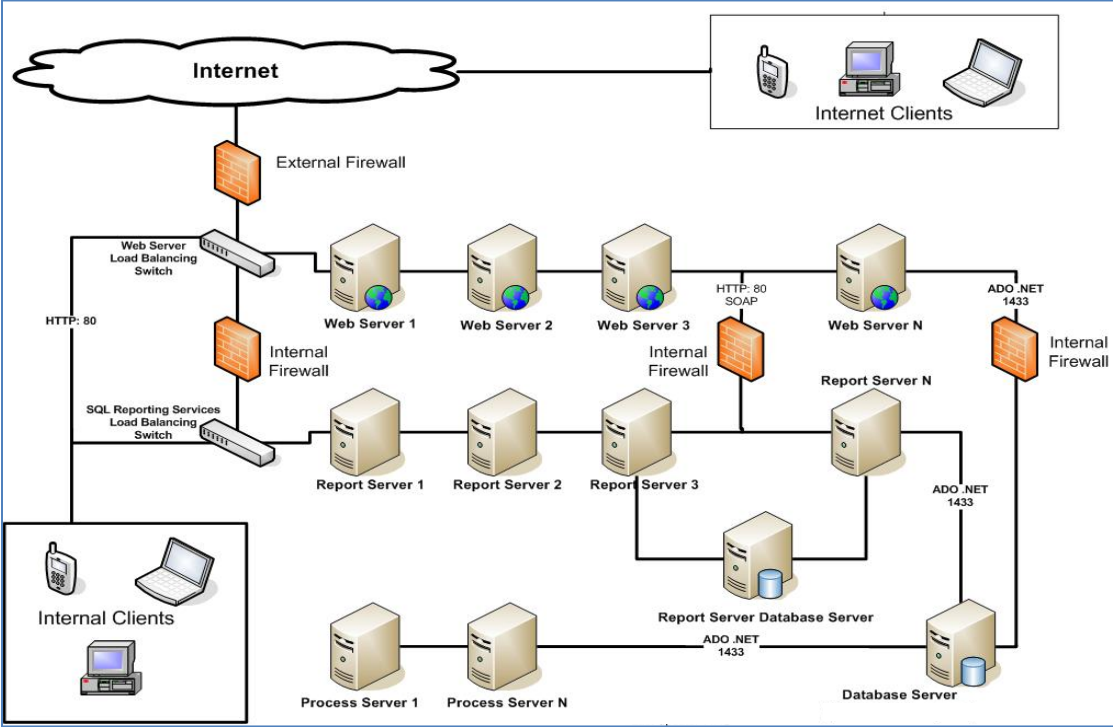 Internet
Internet Clients
External Firewall
Web Server
Load Balancing
Switch
HTTP: 80
Web Server 1
Web Server 2
Web Server 3
HTTP: 80
SOAP
Web Server N
ADO .NET
1433
Internal
Firewall
Internal
Firewall
Internal
Firewall
SQL Reporting Services
Load Balancing
Switch
Report Server 1
Report Server 2
Report Server 3
Report Server N
ADO .NET
1433
Internal Clients
Report Server Database Server
ADO .NET
1433
Process Server 1
Process Server N
Database Server